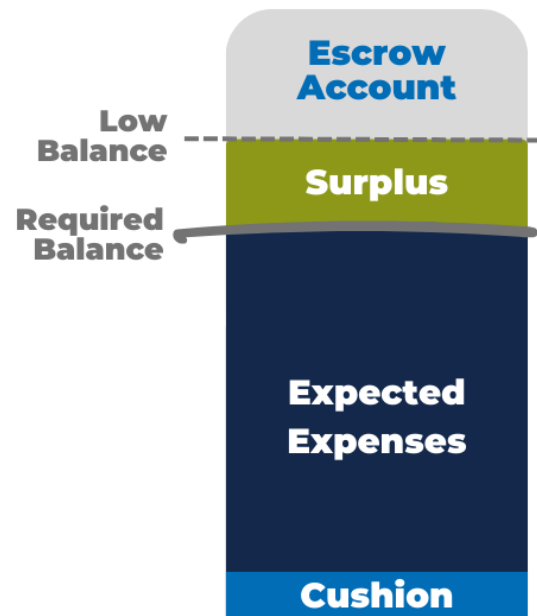 Escrow
Account
Low
Balance
Surplus
Required
Balance
Expected
Expenses
Cushion